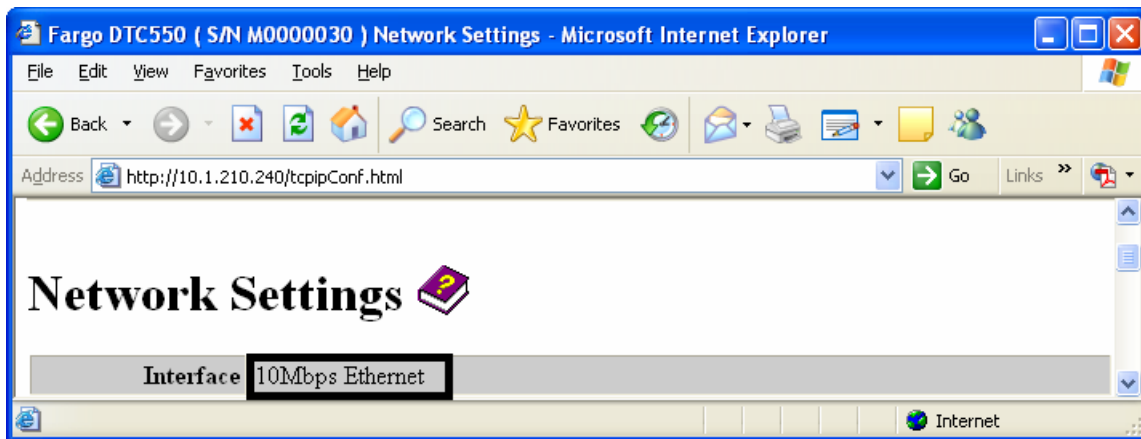 Fargo DTC550 ( S/N M0000030 ) Network Settings - Microsoft Internet Explorer
File Edit View Favorites Tools Help
Back Search Favorites
Address http://10.1.210.240/tcpipConf.html Go Links »
Network Settings ?
Interface 10Mbps Ethernet
Internet